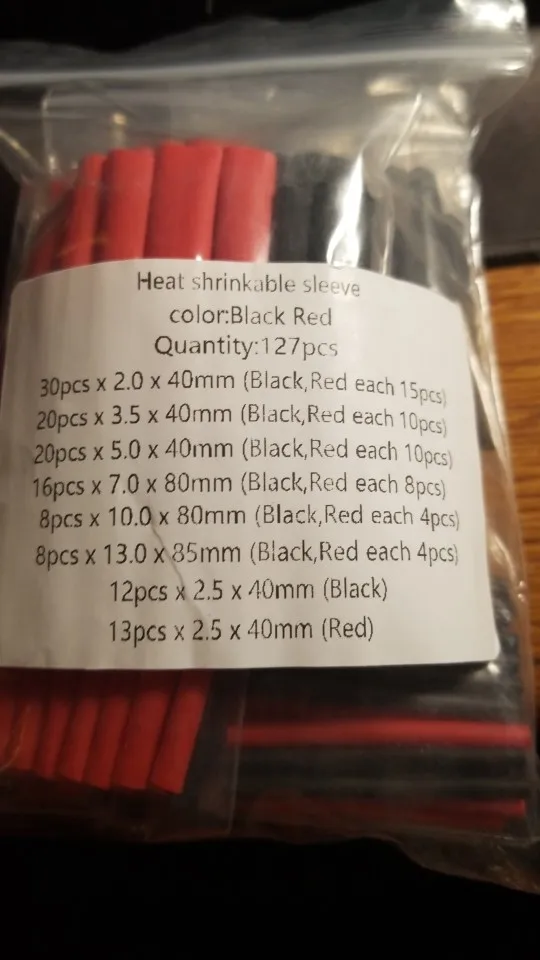 Heat shrinkable sleeve
color:Black Red
Quantity:127pcs
30pcs x 2.0 x 40mm (Black,Red each 15pcs)
20pcs x 3.5 x 40mm (Black,Red each 10pcs)
20pcs x 5.0 x 40mm (Black,Red each 10pcs)
16pcs x 7.0 x 80mm (Black,Red each 8pcs)
8pcs x 10.0 x 80mm (Black,Red each 4pcs)
8pcs x 13.0 x 85mm (Black,Red each 4pcs)
12pcs x 2.5 x 40mm (Black)
13pcs x 2.5 x 40mm (Red)